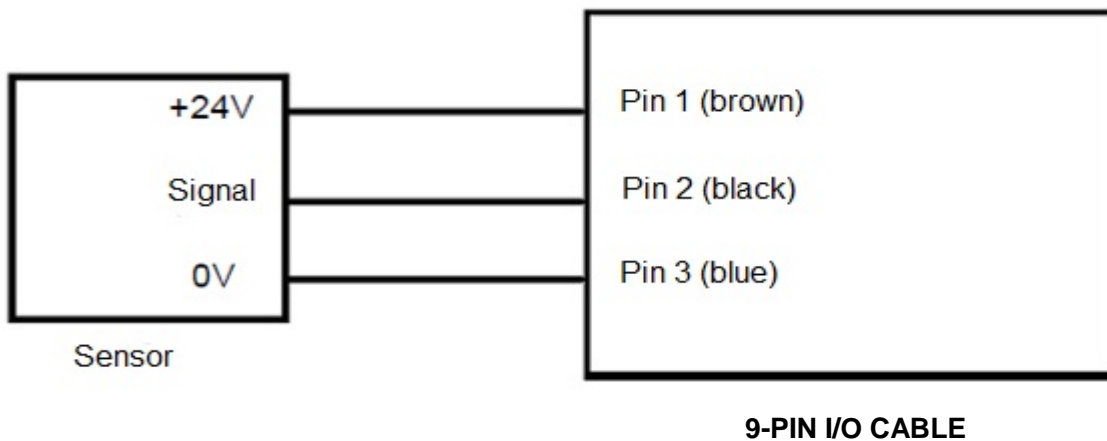 +24V
Pin 1 (brown)
Signal
Pin 2 (black)
0V
Pin 3 (blue)
Sensor
9-PIN I/O CABLE